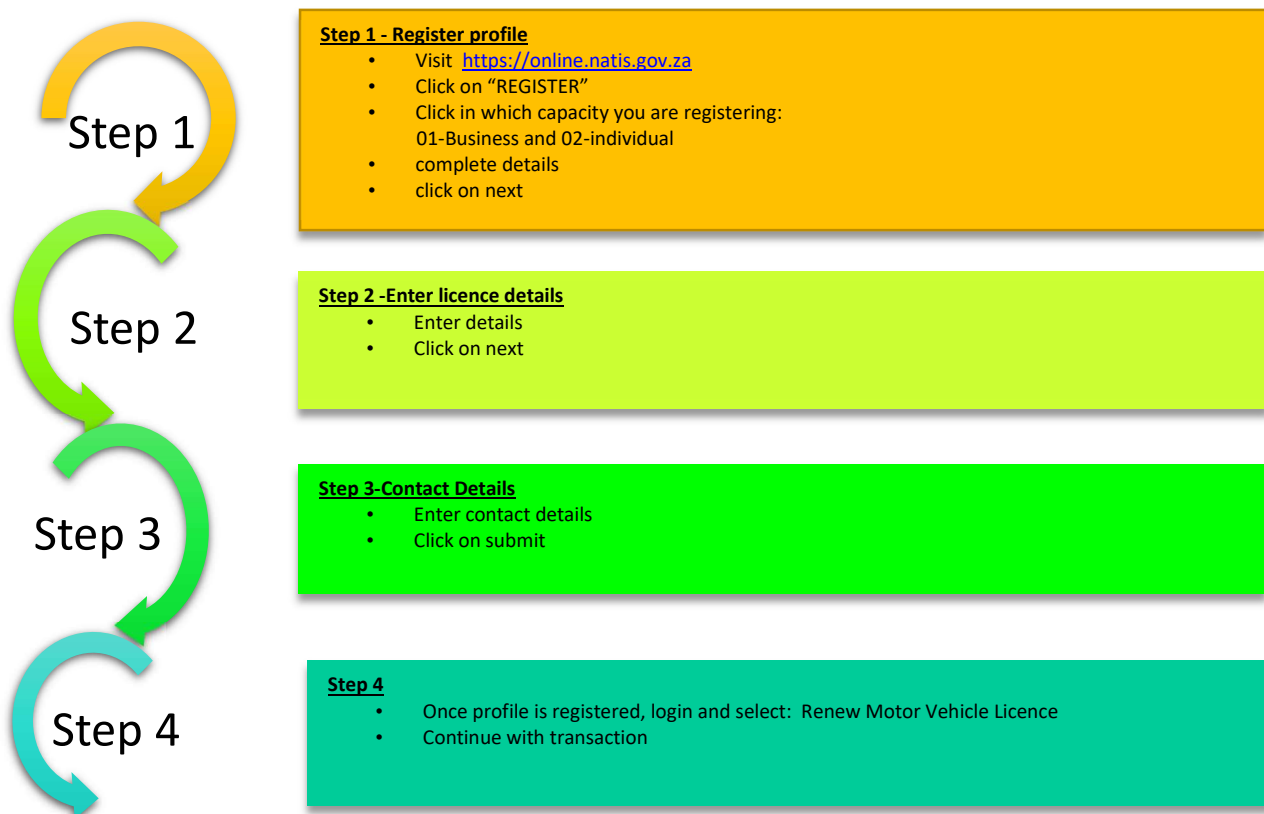 Step 1
Step 1 - Register profile
• Visit https://online.natis.gov.za
• Click on “REGISTER”
• Click in which capacity you are registering:
01-Business and 02-individual
• complete details
• click on next
Step 2
Step 2 -Enter licence details
• Enter details
• Click on next
Step 3
Step 3-Contact Details
• Enter contact details
• Click on submit
Step 4
Step 4
• Once profile is registered, login and select: Renew Motor Vehicle Licence
• Continue with transaction